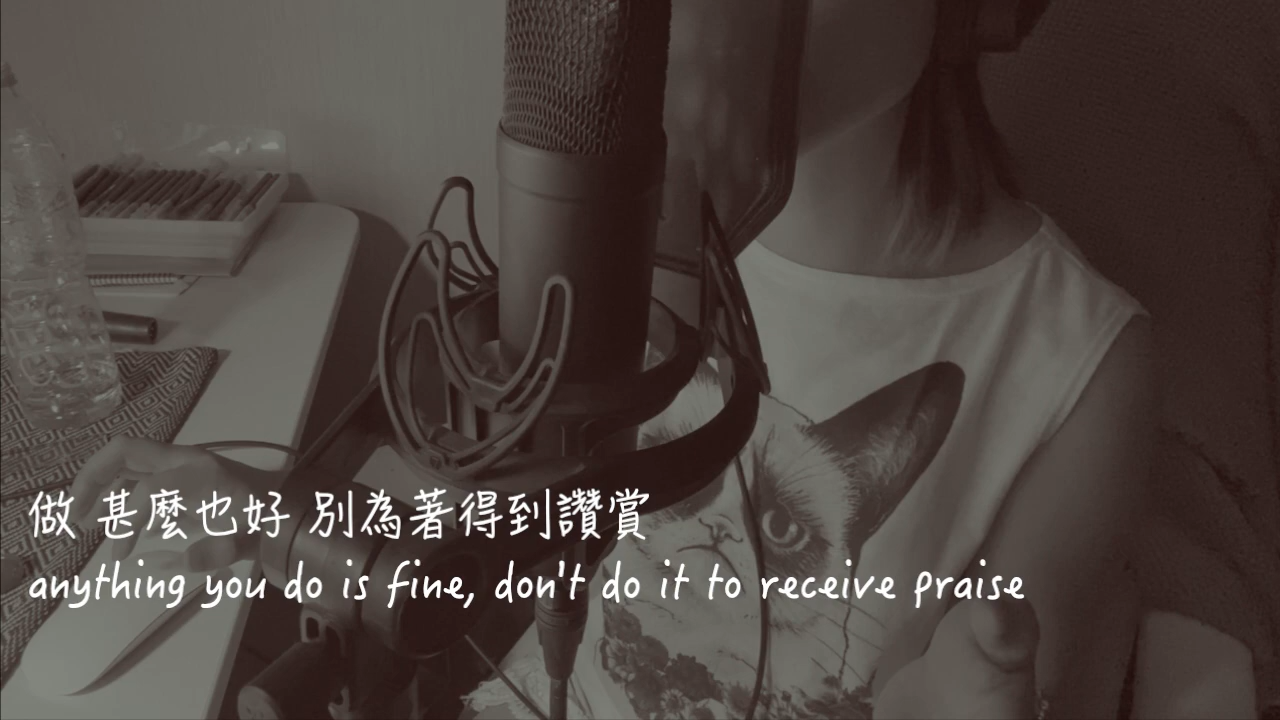 做 甚麼也好 別為著得到讚賞
anything you do is fine, don't do it to receive praise